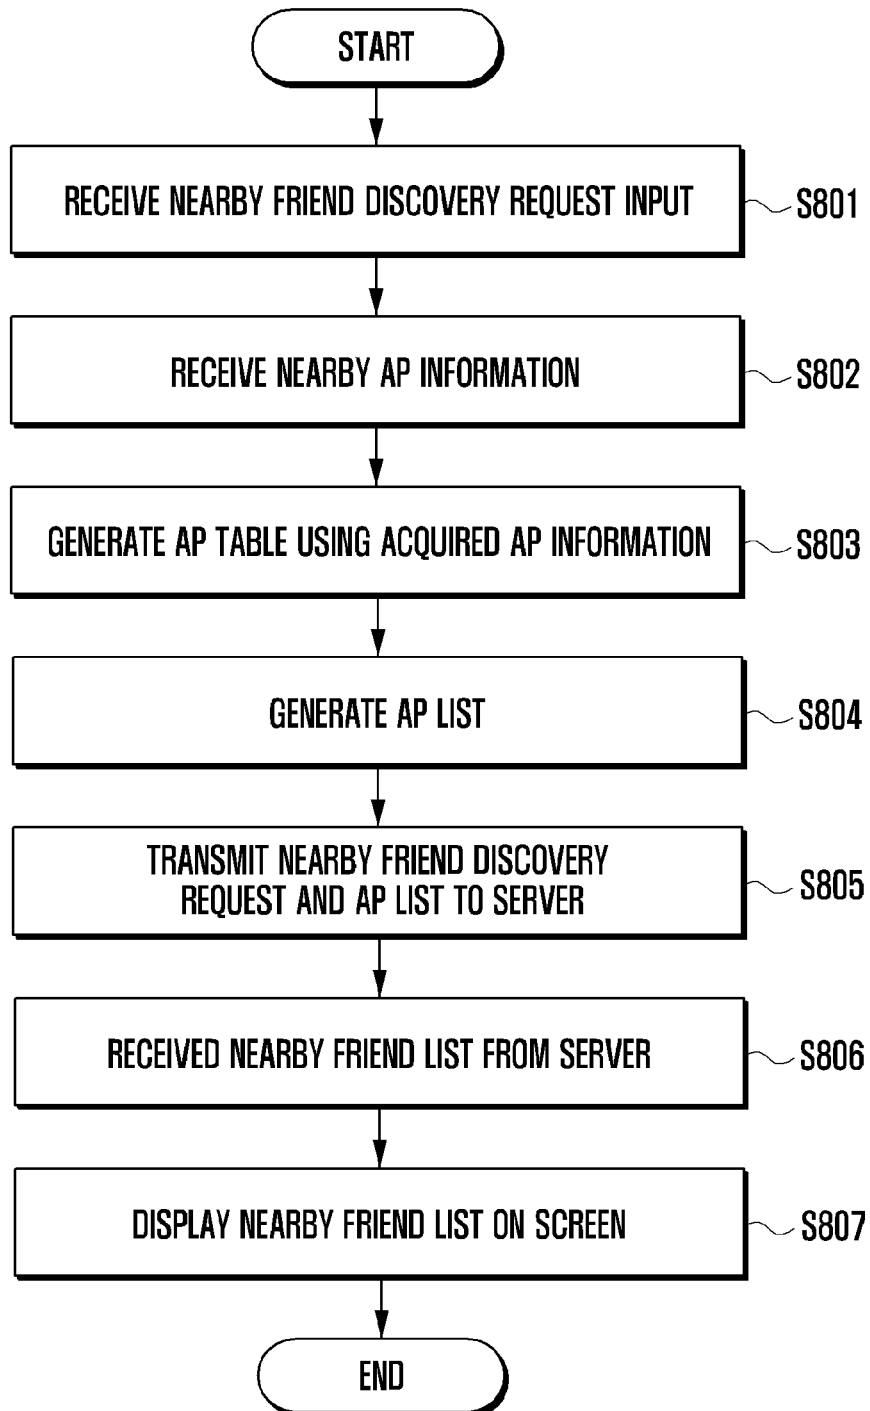 START
RECEIVE NEARBY FRIEND DISCOVERY REQUEST INPUT
S801
RECEIVE NEARBY AP INFORMATION
S802
GENERATE AP TABLE USING ACQUIRED AP INFORMATION
S803
GENERATE AP LIST
S804
TRANSMIT NEARBY FRIEND DISCOVERY
REQUEST AND AP LIST TO SERVER
S805
RECEIVED NEARBY FRIEND LIST FROM SERVER
S806
DISPLAY NEARBY FRIEND LIST ON SCREEN
S807
END